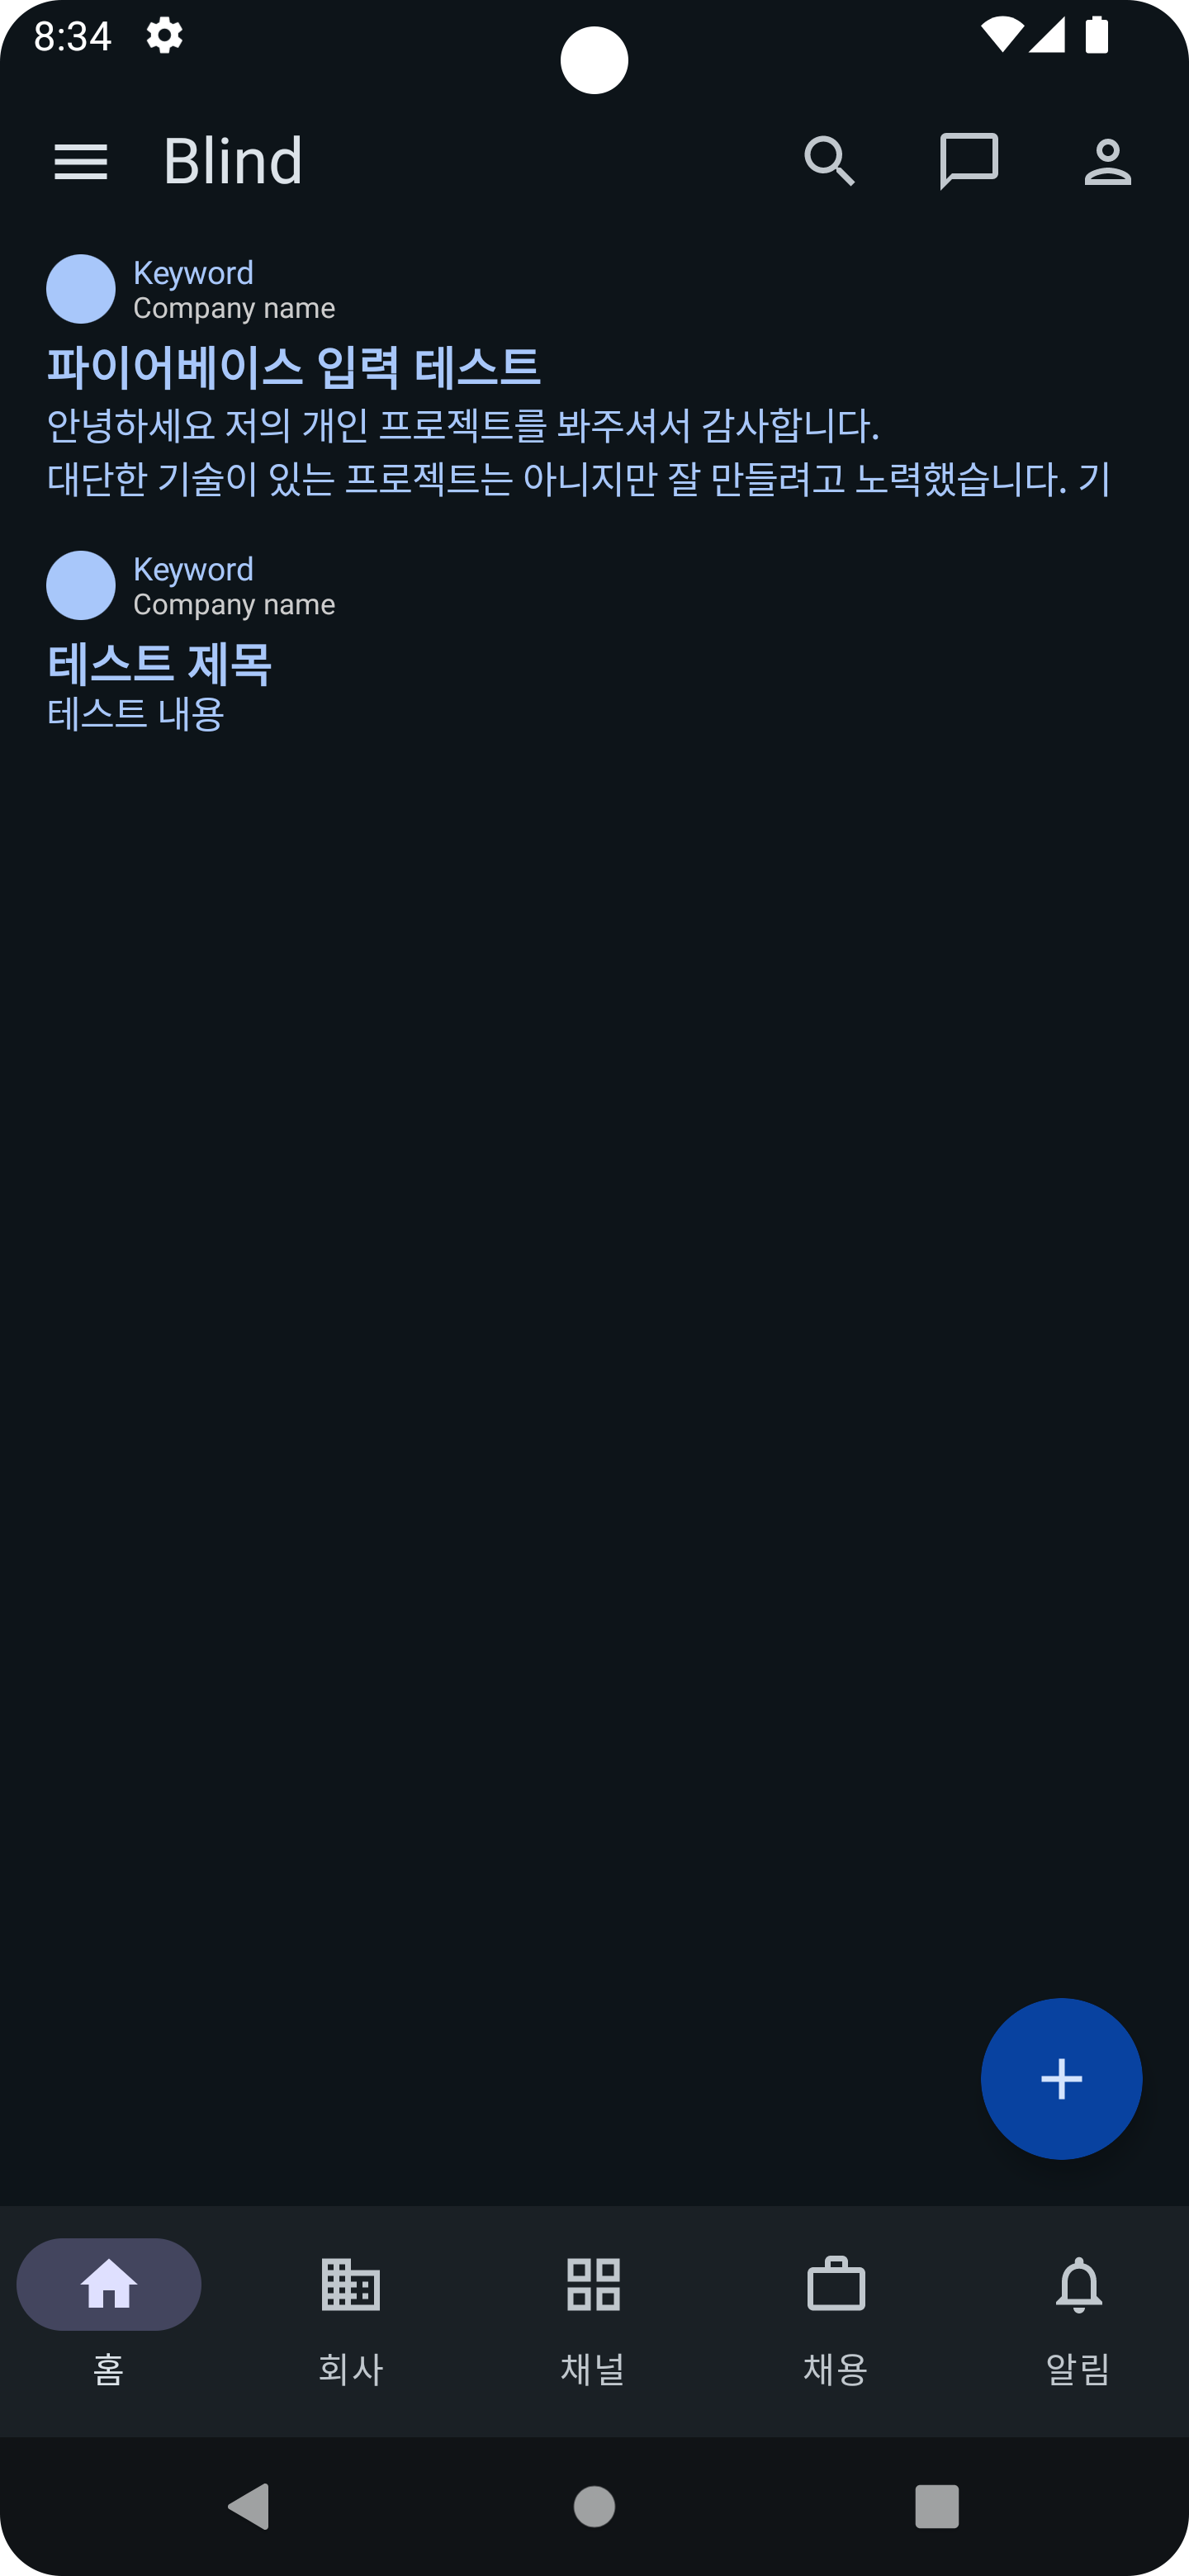 8:34
Blind
Keyword
Company name
파이어베이스 입력 테스트
안녕하세요 저의 개인 프로젝트를 봐주셔서 감사합니다.
대단한 기술이 있는 프로젝트는 아니지만 잘 만들려고 노력했습니다. 기
Keyword
Company name
테스트 제목
테스트 내용
홈
회사
채널
채용
알림